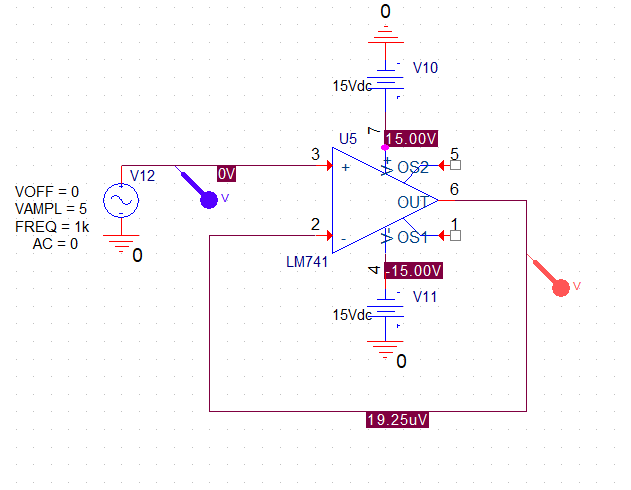 0
V10
15Vdc
7
15.00V
U5
3
V12
0V
V
+
V+
OS2
5
VOFF = 0
VAMPL = 5
FREQ = 1k
AC = 0
OUT
6
2
-
V-
OS1
1
0
LM741
4
-15.00V
V
V11
15Vdc
0
19.25uV